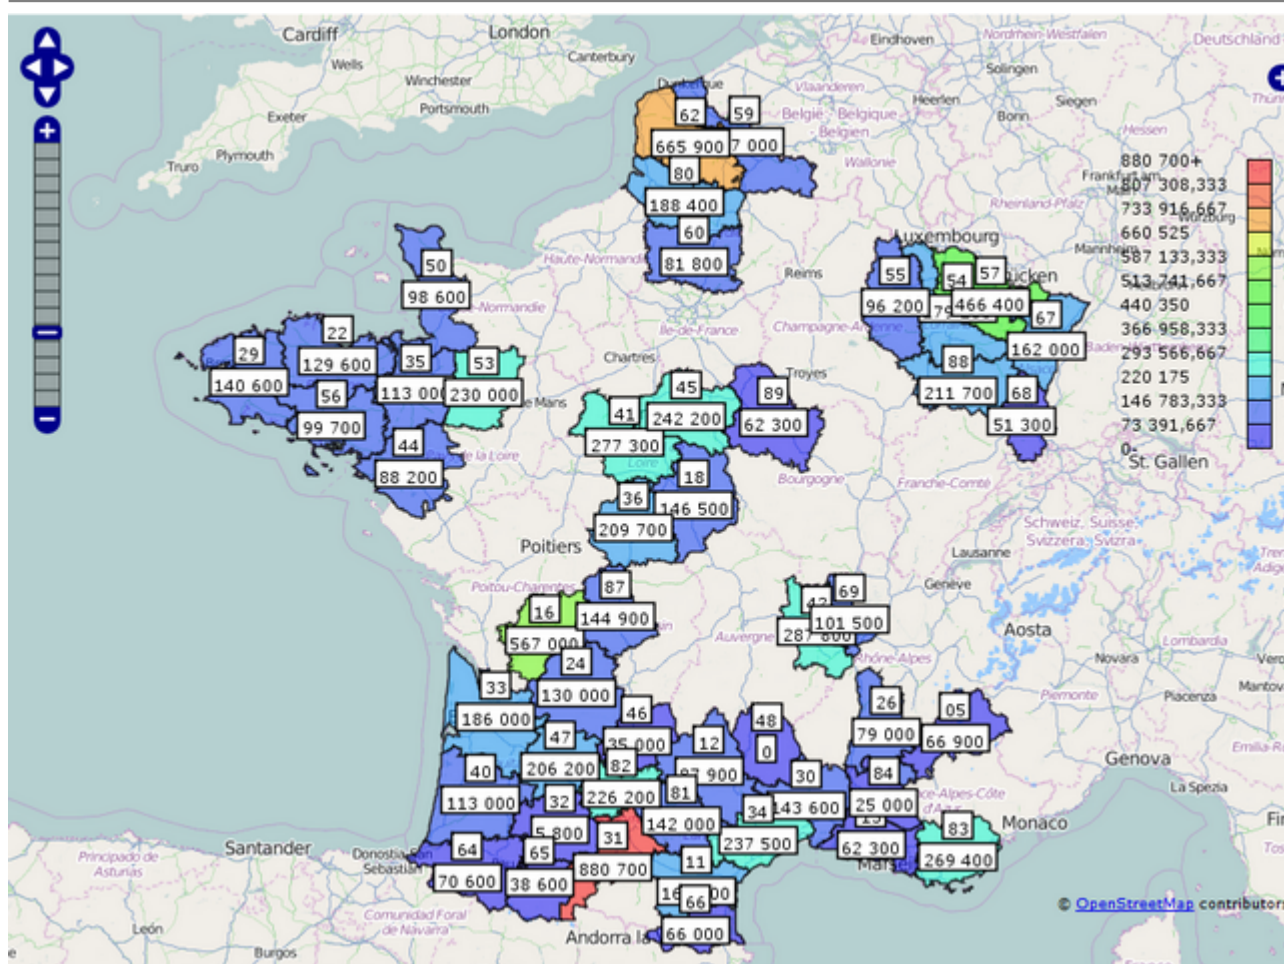 Cardiff
London
Eindhoven
Nordrhein-Westfalen
Deutschland
Wells
Canterbury
Solingen
Winchester
Dunkerque
Vlaanderen
Heerlen
Siegen
Exeter
Portsmouth
België - Belgique
- Belgien
Bonn
Hessen
62
59
665 900
7 000
Plymouth
Truro
Wallonie
80
880 700+
807 308,333
733 916,667
660 525
587 133,333
513 741,667
440 350
366 958,333
293 566,667
220 175
146 783,333
73 391,667
0-
188 400
Rheinland-Pfalz
60
Luxembourg
Mannheim
81 800
Reims
50
98 600
55
54
57
96 200
466 400
67
162 000
88
211 700
68
51 300
Île-de-France
Champagne-Ardenne
Chartres
Troyes
22
29
129 600
35
53
140 600
113 000
230 000
56
99 700
44
88 200
45
41
242 200
89
277 300
62 300
18
146 500
36
209 700
St. Gallen
Bourgogne
Franche-Comté
Schweiz, Suisse,
Svizzera, Svizra
Poitiers
Lausanne
Genève
Poitou-Charentes
87
16
144 900
567 000
24
130 000
69
42
101 500
287 800
Auvergne
Rhône-Alpes
Aosta
Lombardia
Novara
Piemonte
Piacenza
33
186 000
46
35 000
48
0
26
05
79 000
66 900
47
206 200
82
12
Genova
La Spezia
40
113 000
226 200
81
30
84
32
142 000
34
143 600
25 000
83
Monaco
5 800
31
237 500
62 300
269 400
Santander
64
65
11
880 700
Principado de
Asturias
Donostia-San
Sebastián
70 600
38 600
66
66 000
© OpenStreetMap contributors
Comunidad Foral
de Navarra
León
Andorra la
Burgos